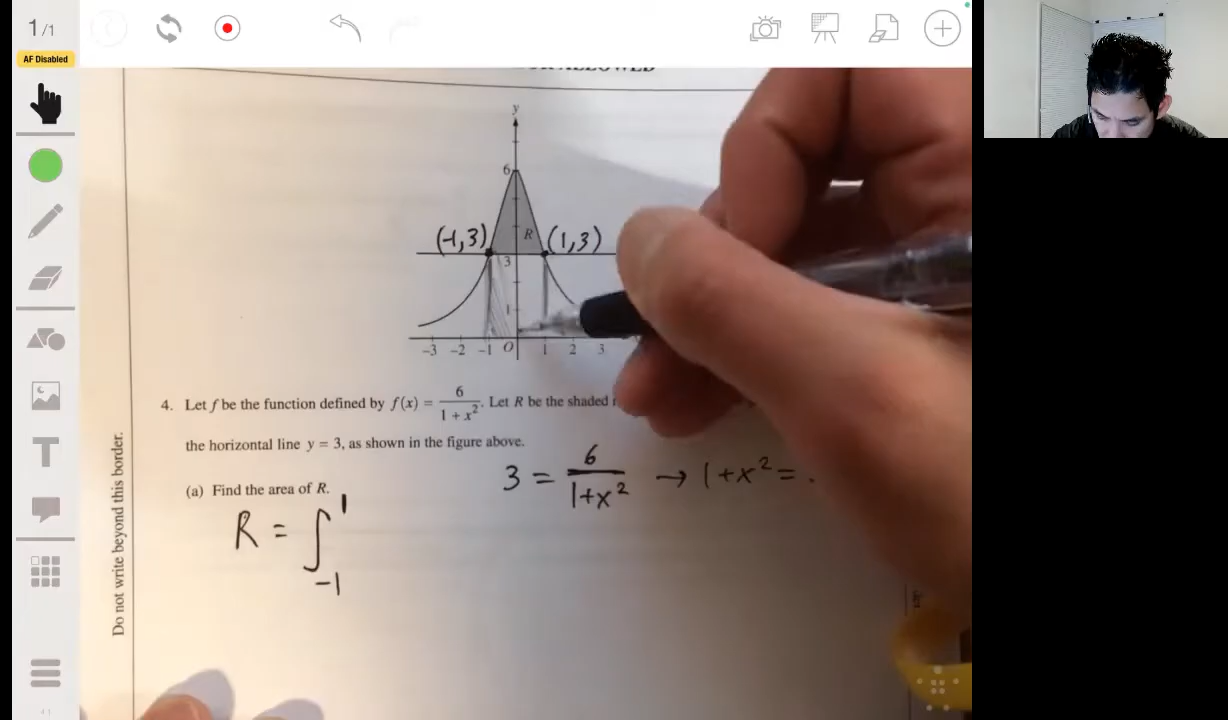 1/1
AF Disabled
y
6
(-1,3) R (1,3)
3
1
-3 -2 -1 O 1 2 3
4. Let f be the function defined by f(x) = 6/(1 + x²). Let R be the shaded
the horizontal line y = 3, as shown in the figure above.
3 = 6/(1+x²) → 1+x² =
(a) Find the area of R.
R = ∫₋₁¹
Do not write beyond this border.
T